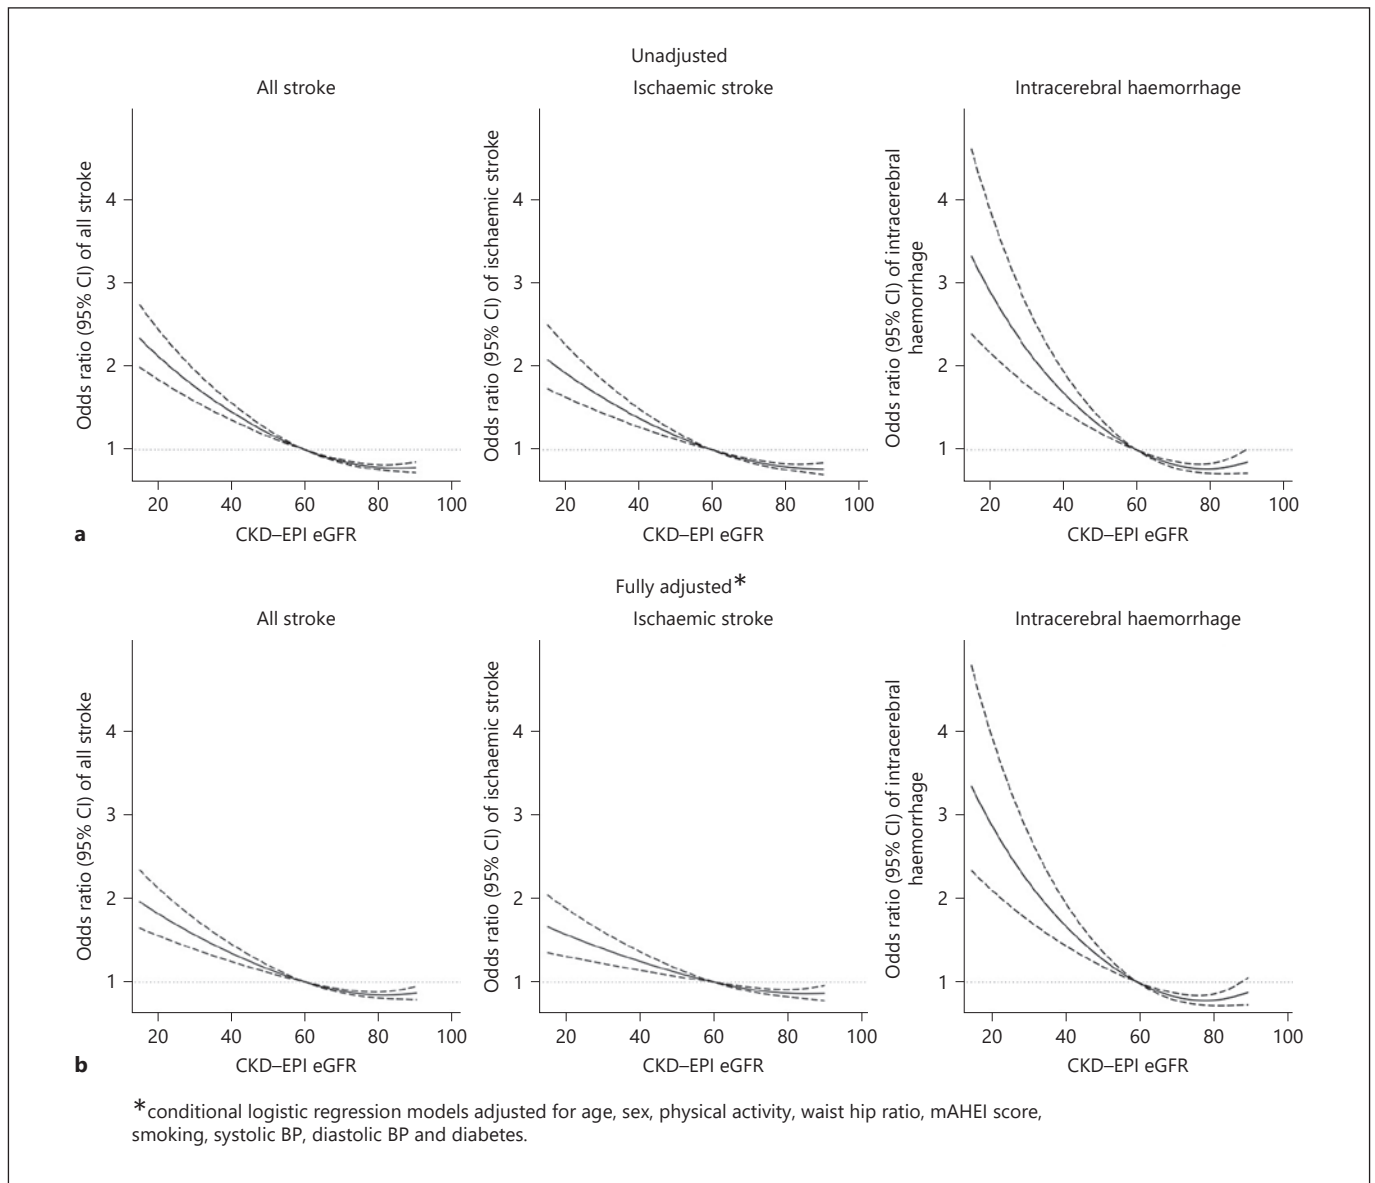 Unadjusted
All stroke
Ischaemic stroke
Intracerebral haemorrhage
Odds ratio (95% CI) of all stroke
4
3
2
1
20 40 60 80 100
CKD–EPI eGFR
Odds ratio (95% CI) of ischaemic stroke
4
3
2
1
20 40 60 80 100
CKD–EPI eGFR
Odds ratio (95% CI) of intracerebral
haemorrhage
4
3
2
1
20 40 60 80 100
CKD–EPI eGFR
a
Fully adjusted*
All stroke
Ischaemic stroke
Intracerebral haemorrhage
Odds ratio (95% CI) of all stroke
4
3
2
1
20 40 60 80 100
CKD–EPI eGFR
Odds ratio (95% CI) of ischaemic stroke
4
3
2
1
20 40 60 80 100
CKD–EPI eGFR
Odds ratio (95% CI) of intracerebral
haemorrhage
4
3
2
1
20 40 60 80 100
CKD–EPI eGFR
b
*conditional logistic regression models adjusted for age, sex, physical activity, waist hip ratio, mAHEI score,
smoking, systolic BP, diastolic BP and diabetes.